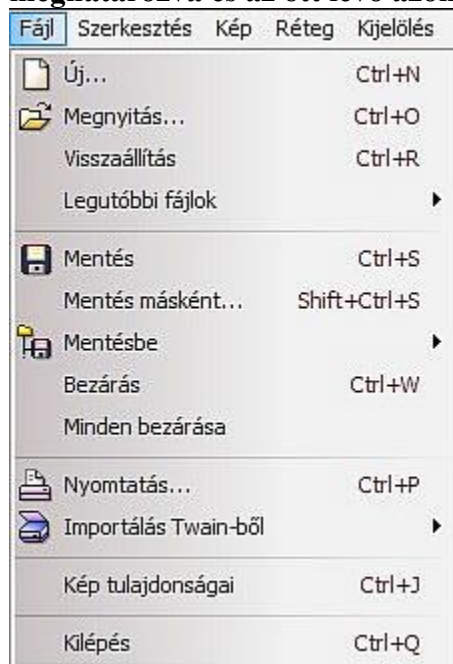 Fájl Szerkesztés Kép Réteg Kijelölés
Új... Ctrl+N
Megnyitás... Ctrl+O
Visszaállítás Ctrl+R
Legutóbbi fájlok
Mentés Ctrl+S
Mentés másként... Shift+Ctrl+S
Mentésbe
Bezárás Ctrl+W
Minden bezárása
Nyomtatás... Ctrl+P
Importálás Twain-ből
Kép tulajdonságai Ctrl+J
Kilépés Ctrl+Q